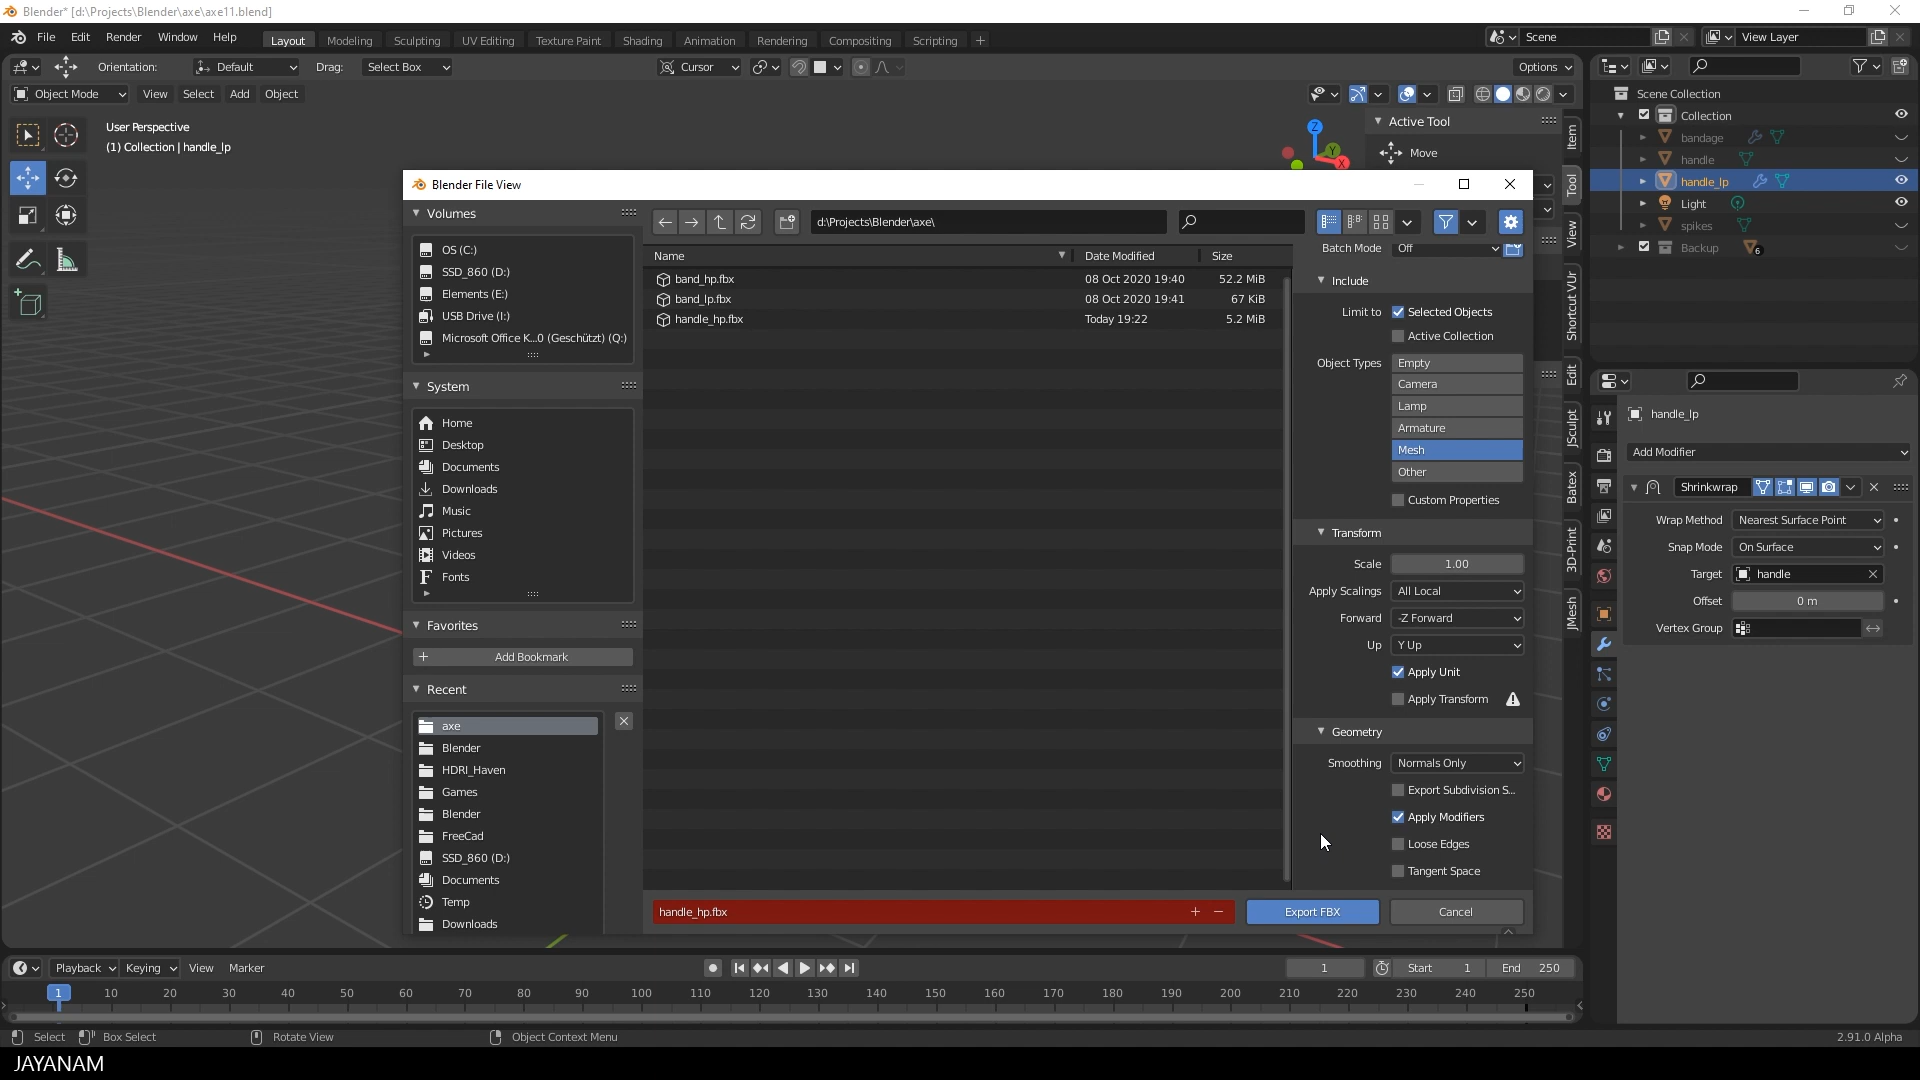 Blender* [d:\Projects\Blender\axe\axe11.blend]
File Edit Render Window Help Layout Modeling Sculpting UV Editing Texture Paint Shading Animation Rendering Compositing Scripting + Scene View Layer
Orientation: Default Drag: Select Box Cursor Options
Object Mode View Select Add Object
User Perspective
(1) Collection | handle_lp
Z
Y
X
Active Tool
Move
Item
Tool
View
Shortcut VUr
Edit
JSculpt
Batex
3D-Print
JMesh
Scene Collection
Collection
bandage
handle
handle_lp
Light
spikes
Backup 6
Blender File View
Volumes
OS (C:)
SSD_860 (D:)
Elements (E:)
USB Drive (I:)
Microsoft Office K...0 (Geschützt) (Q:)
System
Home
Desktop
Documents
Downloads
Music
Pictures
Videos
Fonts
Favorites
Add Bookmark
Recent
axe
Blender
HDRI_Haven
Games
Blender
FreeCad
SSD_860 (D:)
Documents
Temp
Downloads
d:\Projects\Blender\axe\
Name Date Modified Size
band_hp.fbx 08 Oct 2020 19:40 52.2 MiB
band_lp.fbx 08 Oct 2020 19:41 67 KiB
handle_hp.fbx Today 19:22 5.2 MiB
Batch Mode Off
Include
Limit to Selected Objects
Active Collection
Object Types Empty
Camera
Lamp
Armature
Mesh
Other
Custom Properties
Transform
Scale 1.00
Apply Scalings All Local
Forward -Z Forward
Up Y Up
Apply Unit
Apply Transform
Geometry
Smoothing Normals Only
Export Subdivision S...
Apply Modifiers
Loose Edges
Tangent Space
handle_hp.fbx + − Export FBX Cancel
handle_lp
Add Modifier
Shrinkwrap
Wrap Method Nearest Surface Point
Snap Mode On Surface
Target handle
Offset 0 m
Vertex Group
Playback Keying View Marker 1 Start 1 End 250
1 10 20 30 40 50 60 70 80 90 100 110 120 130 140 150 160 170 180 190 200 210 220 230 240 250
Select Box Select Rotate View Object Context Menu 2.91.0 Alpha
JAYANAM